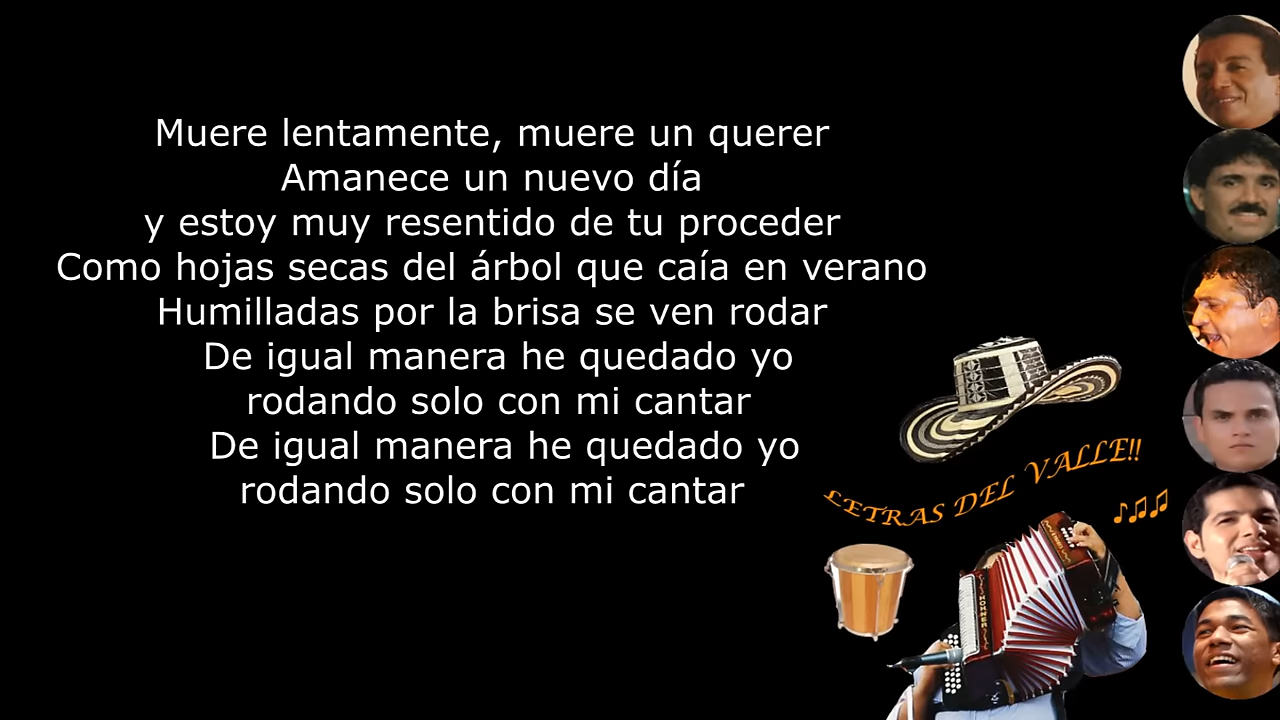 Muere lentamente, muere un querer
Amanece un nuevo día
y estoy muy resentido de tu proceder
Como hojas secas del árbol que caía en verano
Humilladas por la brisa se ven rodar
De igual manera he quedado yo
rodando solo con mi cantar
De igual manera he quedado yo
rodando solo con mi cantar
LETRAS DEL VALLE!!
HOHNER